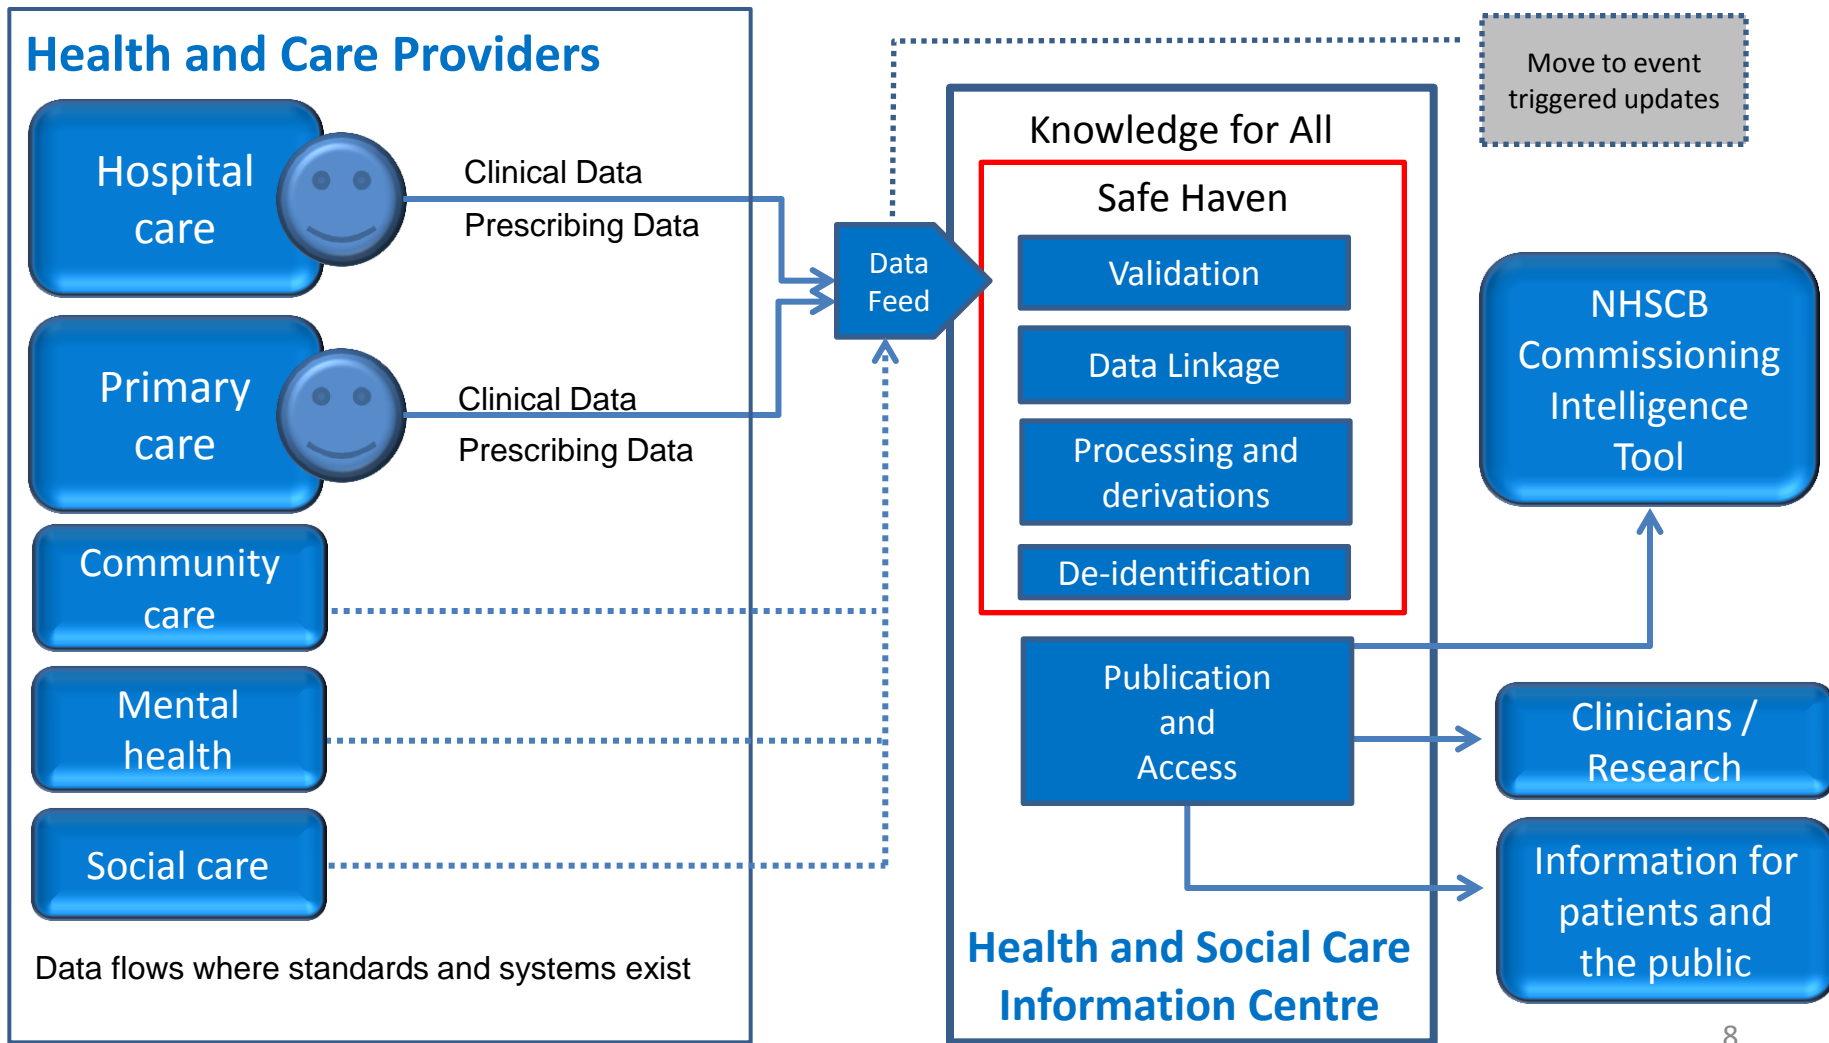 Health and Care Providers
Hospital
care
Clinical Data
Prescribing Data
Primary
care
Clinical Data
Prescribing Data
Community
care
Mental
health
Social care
Data flows where standards and systems exist
Data
Feed
Move to event
triggered updates
Knowledge for All
Safe Haven
Validation
Data Linkage
Processing and
derivations
De-identification
Publication
and
Access
Health and Social Care
Information Centre
NHSCB
Commissioning
Intelligence
Tool
Clinicians /
Research
Information for
patients and
the public
8